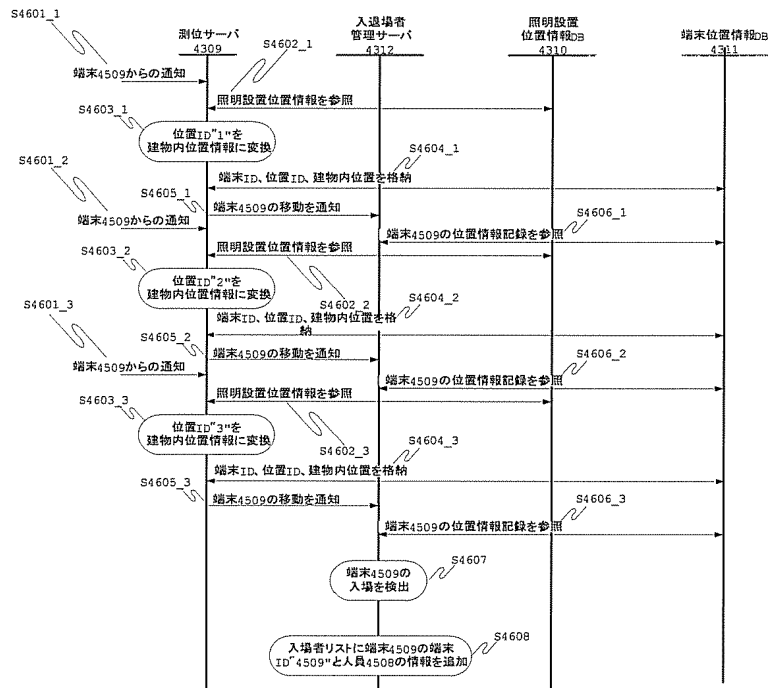 S4601_1
測位サーバ
4309
S4602_1
入退場者
管理サーバ
4312
照明設置
位置情報DB
4310
端末位置情報DB
4311
端末4509からの通知
照明設置位置情報を参照
S4603_1
位置ID"1"を
建物内位置情報に変換
S4601_2
S4604_1
端末ID、位置ID、建物内位置を格納
S4605_1
端末4509の移動を通知
S4606_1
端末4509からの通知
端末4509の位置情報記録を参照
S4603_2
照明設置位置情報を参照
位置ID"2"を
建物内位置情報に変換
S4602_2
S4604_2
S4601_3
端末ID、位置ID、建物内位置を格
納
S4605_2
端末4509の移動を通知
S4606_2
端末4509からの通知
端末4509の位置情報記録を参照
S4603_3
照明設置位置情報を参照
位置ID"3"を
建物内位置情報に変換
S4602_3
S4604_3
端末ID、位置ID、建物内位置を格納
S4605_3
端末4509の移動を通知
S4606_3
端末4509の位置情報記録を参照
S4607
端末4509の
入場を検出
S4608
入場者リストに端末4509の端末
ID"4509"と人員4508の情報を追加